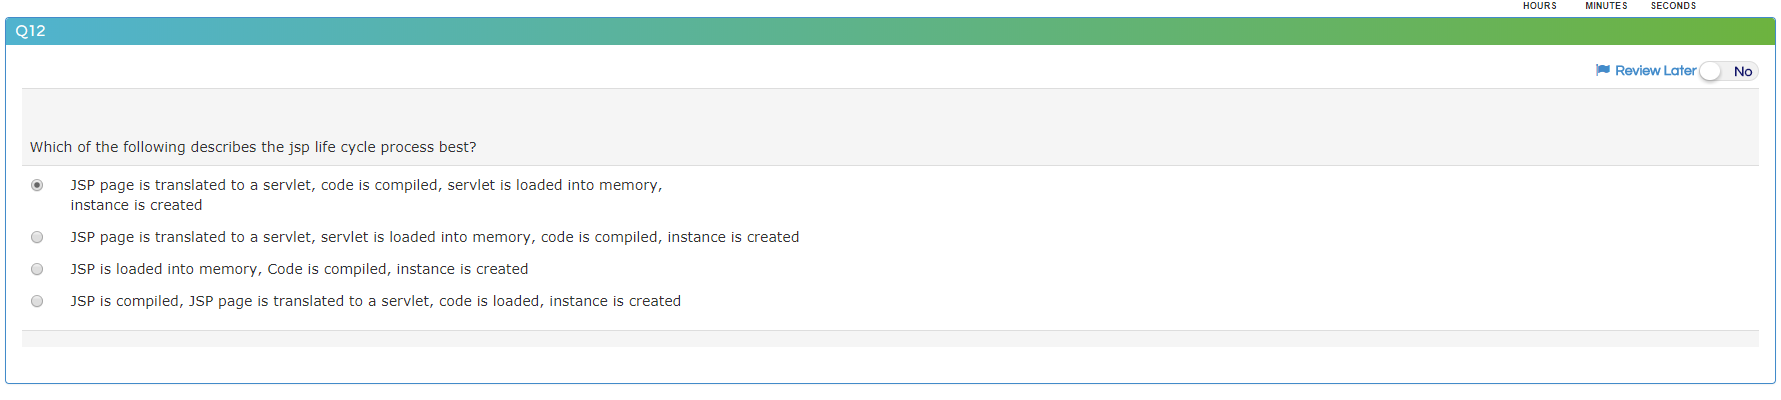 HOURS MINUTES SECONDS
Q12
Review Later No
Which of the following describes the jsp life cycle process best?
JSP page is translated to a servlet, code is compiled, servlet is loaded into memory,
instance is created
JSP page is translated to a servlet, servlet is loaded into memory, code is compiled, instance is created
JSP is loaded into memory, Code is compiled, instance is created
JSP is compiled, JSP page is translated to a servlet, code is loaded, instance is created